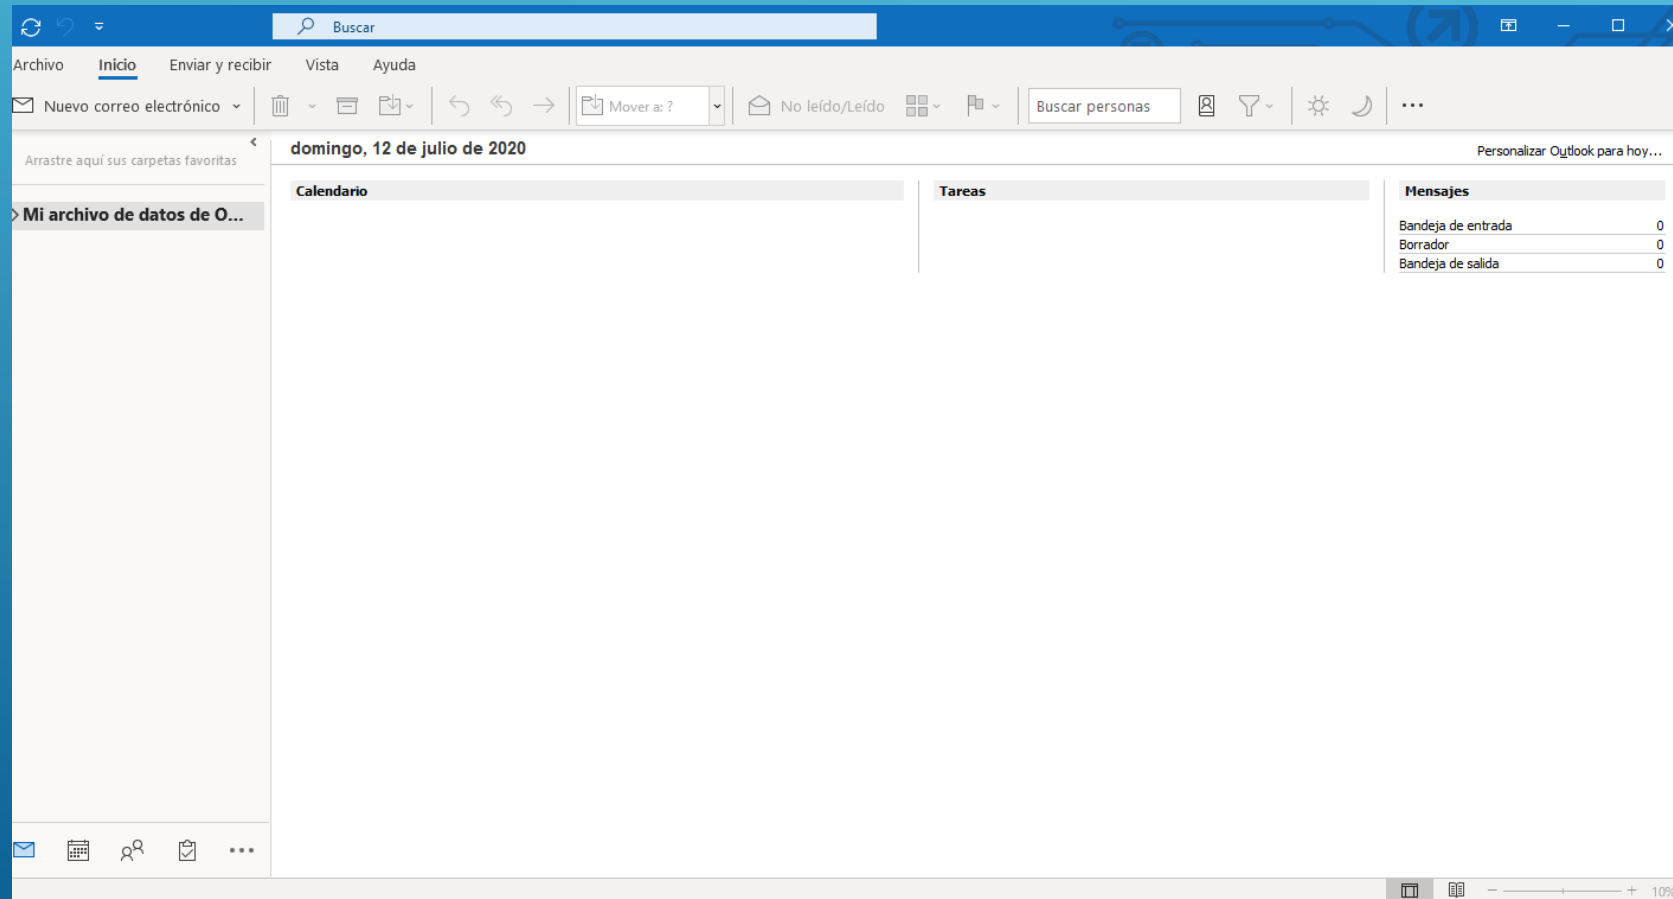 Buscar
Archivo Inicio Enviar y recibir Vista Ayuda
Nuevo correo electrónico Mover a: ? No leído/Leído Buscar personas
Arrastre aquí sus carpetas favoritas
domingo, 12 de julio de 2020
Personalizar Outlook para hoy...
Calendario Tareas Mensajes
Mi archivo de datos de O...
Bandeja de entrada 0
Borrador 0
Bandeja de salida 0
10%